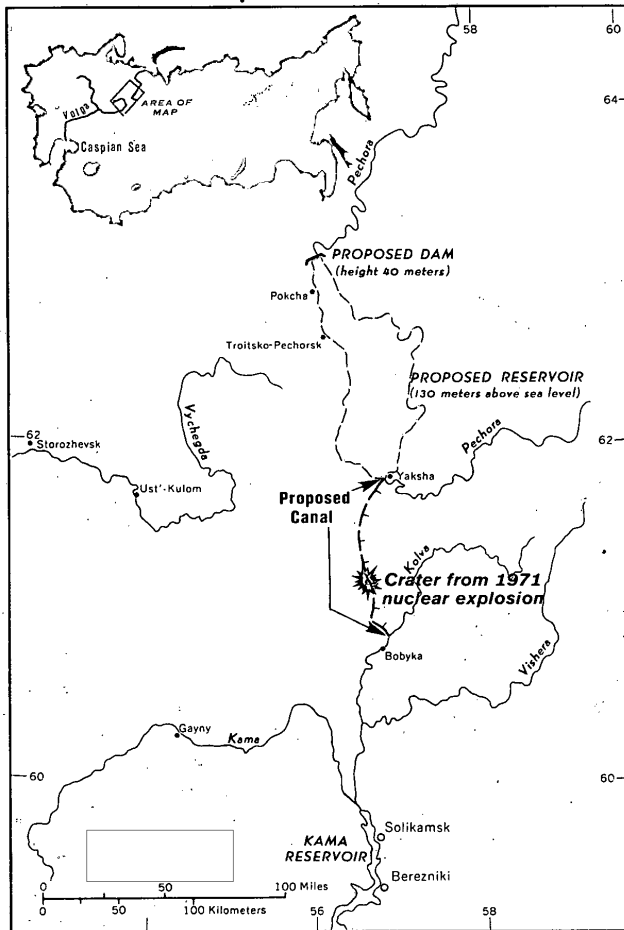 58
60
64
AREA OF
MAP
Volga
Caspian Sea
Pechora
PROPOSED DAM
(height 40 meters)
Pokcha
Troitsko-Pechorsk
PROPOSED RESERVOIR
(130 meters above sea level)
Vychegda
62
62
Storozhevsk
Pechora
Yaksha
Ust'-Kulom
Proposed
Canal
Kolva
Crater from 1971
nuclear explosion
Vishera
Bobyka
Gayny
Kama
60
60
Solikamsk
KAMA
RESERVOIR
Berezniki
0 50 100 Miles
0 50 100 Kilometers
56
58